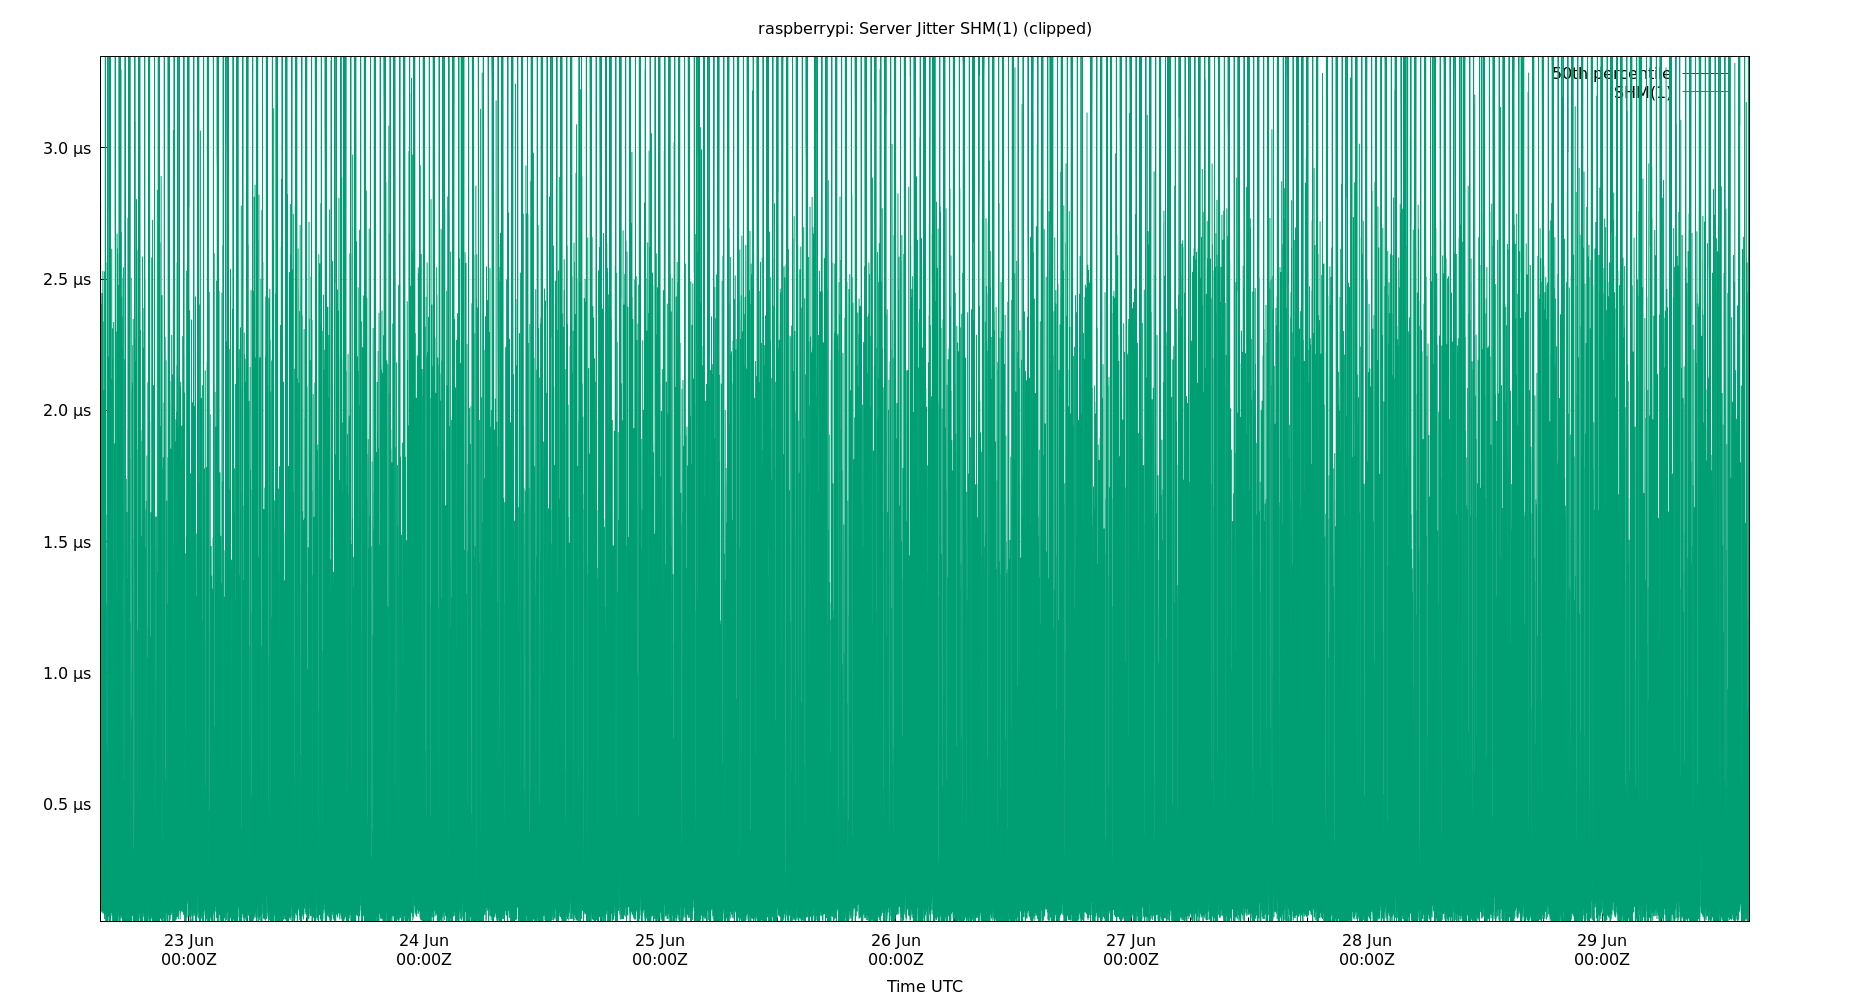 raspberrypi: Server Jitter SHM(1) (clipped)
50th percentile
SHM(1)
3.0 µs
2.5 µs
2.0 µs
1.5 µs
1.0 µs
0.5 µs
23 Jun 24 Jun 25 Jun 26 Jun 27 Jun 28 Jun 29 Jun
00:00Z 00:00Z 00:00Z 00:00Z 00:00Z 00:00Z 00:00Z
Time UTC